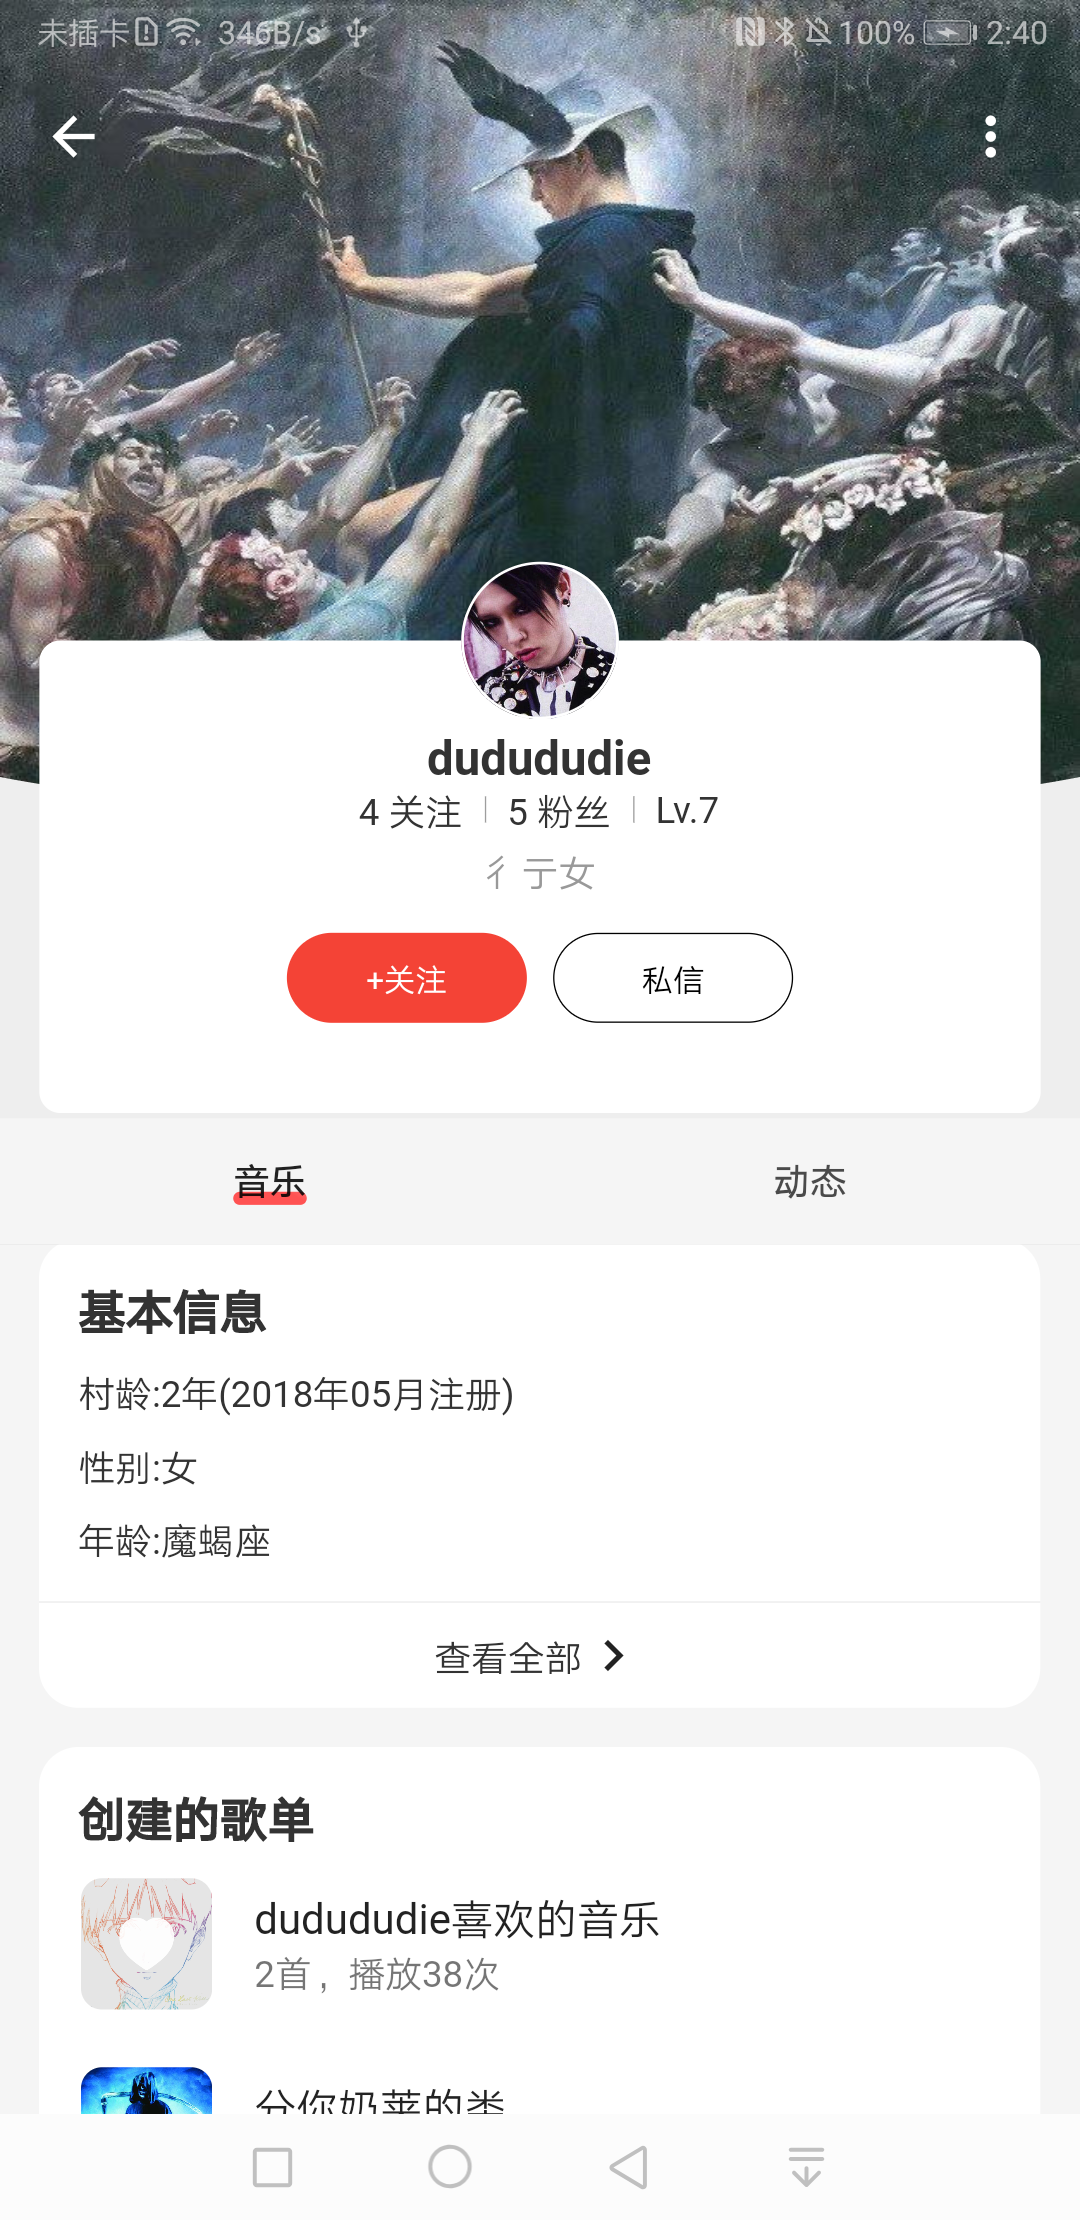 未插卡 346B/s 100% 2:40
dudududie
4 关注 5 粉丝 Lv.7
彳亍女
+关注 私信
音乐 动态
基本信息
村龄:2年(2018年05月注册)
性别:女
年龄:魔蝎座
查看全部
创建的歌单
dudududie喜欢的音乐
2首，播放38次